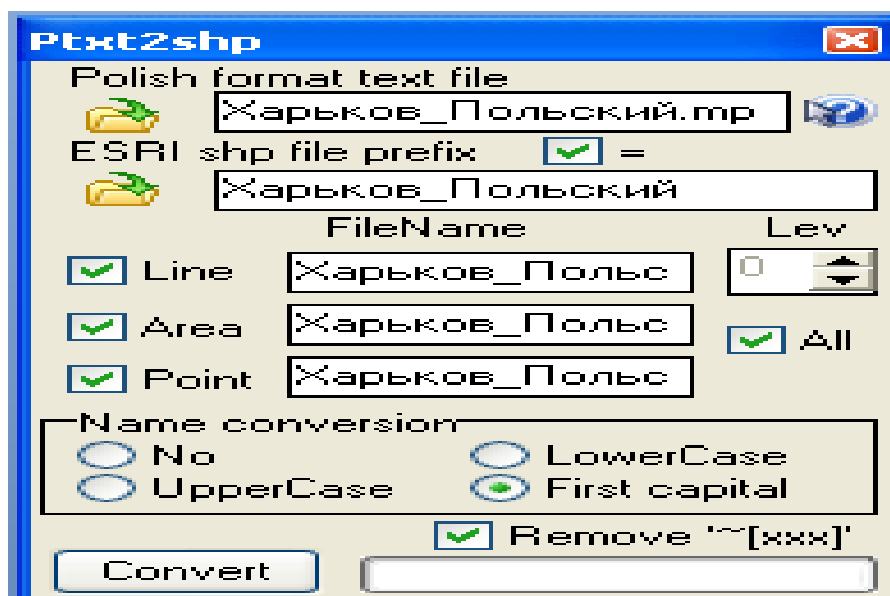 Ptxt2shp
Polish format text file
Харьков_Польский.mp
ESRI shp file prefix =
Харьков_Польский
FileName Lev
Line Харьков_Польс 0
Area Харьков_Польс All
Point Харьков_Польс
Name conversion
No LowerCase
UpperCase First capital
Remove '~[xxx]'
Convert